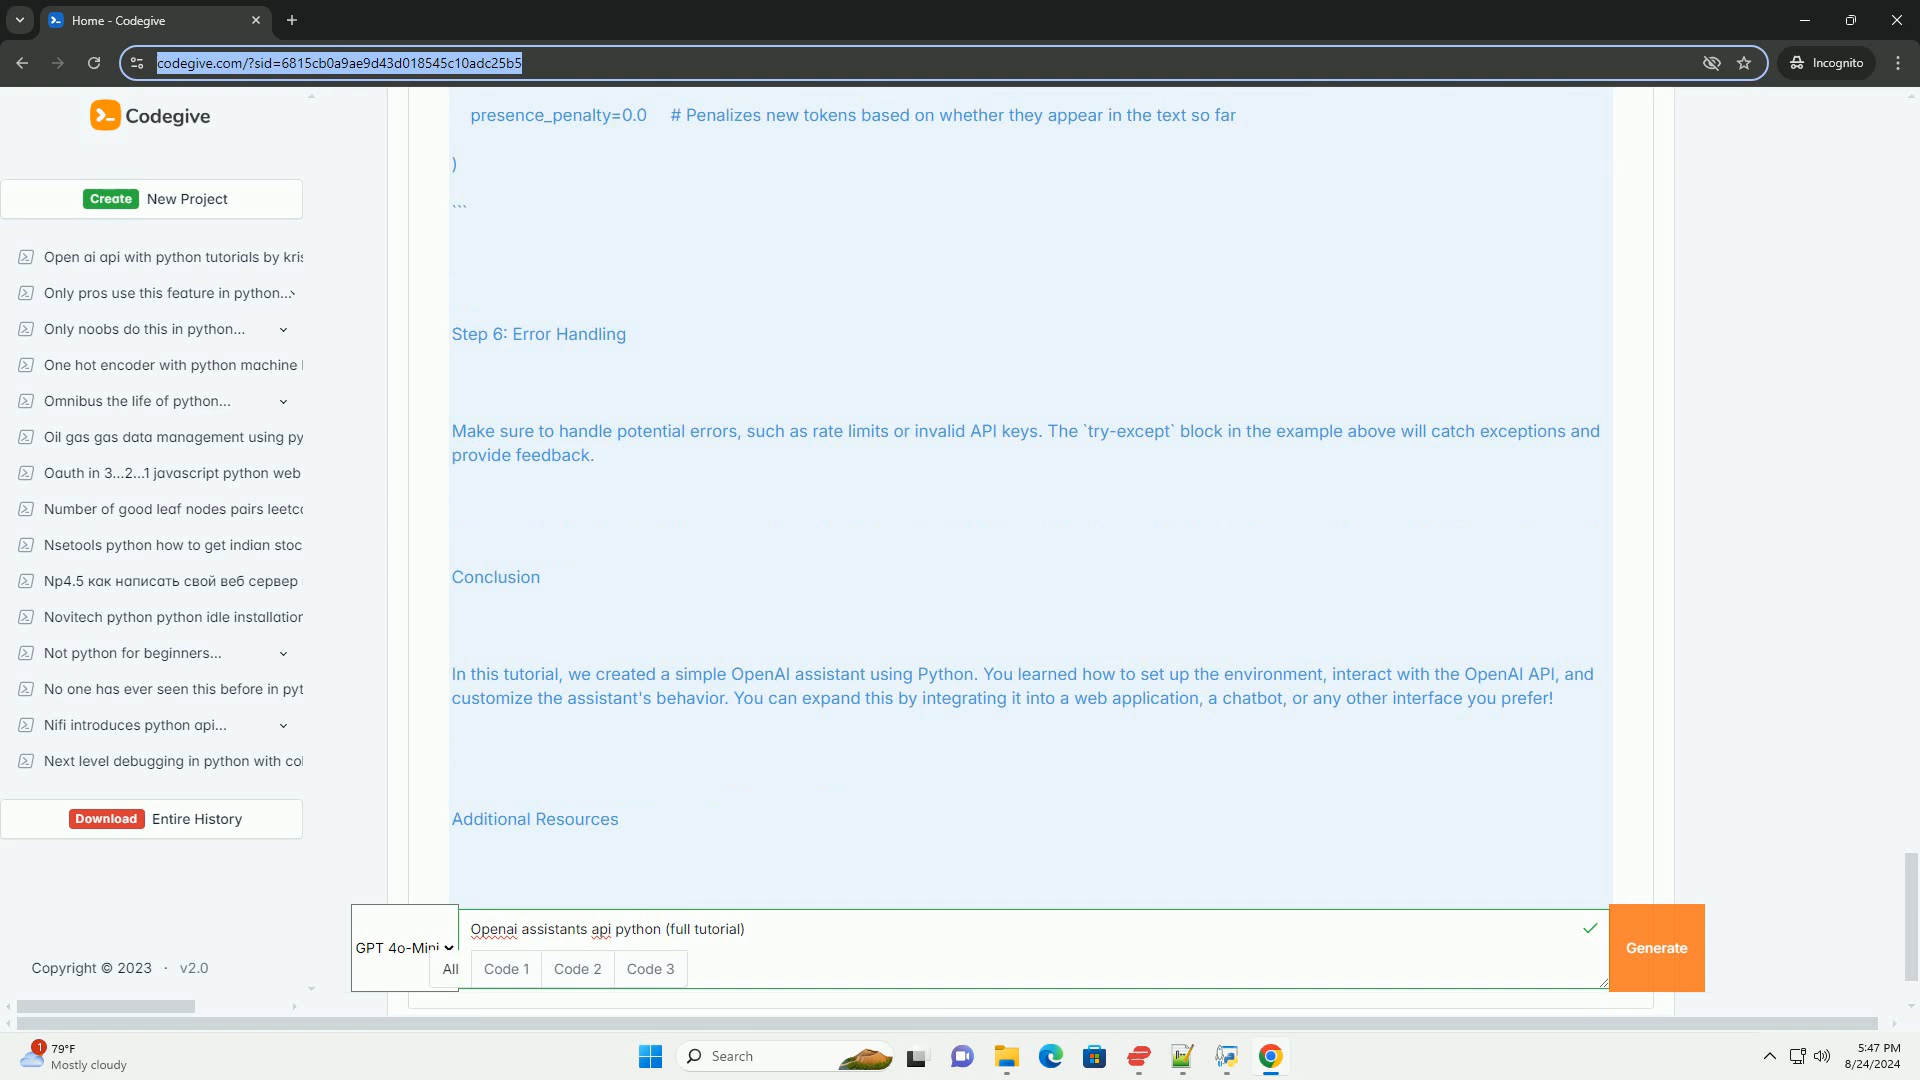 Home - Codegive
codegive.com/?sid=6815cb0a9ae9d43d018545c10adc25b5
Incognito
Codegive
Create New Project
Open ai api with python tutorials by kris
Only pros use this feature in python...
Only noobs do this in python...
One hot encoder with python machine l
Omnibus the life of python...
Oil gas gas data management using py
Oauth in 3...2...1 javascript python web
Number of good leaf nodes pairs leetco
Nsetools python how to get indian stoc
Np4.5 как написать свой веб сервер
Novitech python python idle installation
Not python for beginners...
No one has ever seen this before in pyt
Nifi introduces python api...
Next level debugging in python with col
Download Entire History
Copyright © 2023 · v2.0
presence_penalty=0.0 # Penalizes new tokens based on whether they appear in the text so far
)
```
Step 6: Error Handling
Make sure to handle potential errors, such as rate limits or invalid API keys. The `try-except` block in the example above will catch exceptions and
provide feedback.
Conclusion
In this tutorial, we created a simple OpenAI assistant using Python. You learned how to set up the environment, interact with the OpenAI API, and
customize the assistant's behavior. You can expand this by integrating it into a web application, a chatbot, or any other interface you prefer!
Additional Resources
GPT 4o-Mini
Openai assistants api python (full tutorial)
All Code 1 Code 2 Code 3
Generate
1
79°F
Mostly cloudy
Search
5:47 PM
8/24/2024